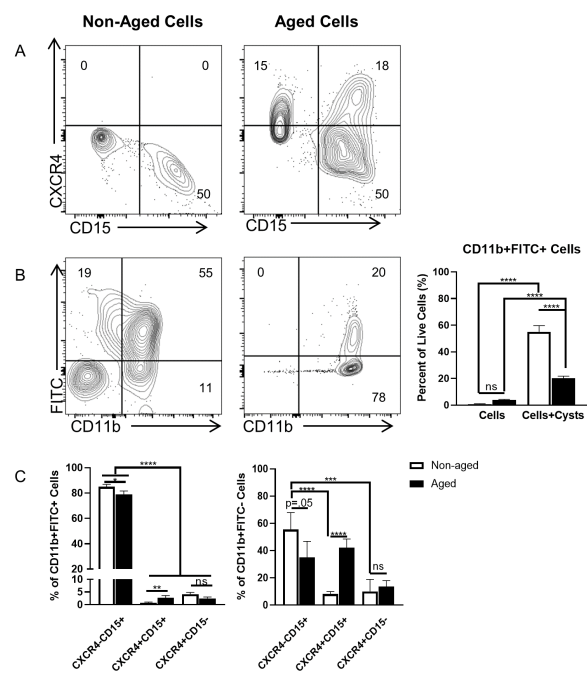 Non-Aged Cells
Aged Cells
A
0
0
50
CXCR4
CD15
15
18
50
CD15
B
19
55
11
FITC
CD11b
0
20
78
CD11b
CD11b+FITC+ Cells
Percent of Live Cells (%)
100
80
60
40
20
0
ns
****
****
****
Cells
Cells+Cysts
C
% of CD11b+FITC+ Cells
100
80
60
40
20
10
5
0
****
*
**
ns
CXCR4-CD15+
CXCR4+CD15+
CXCR4+CD15-
% of CD11b+FITC- Cells
100
80
60
40
20
0
***
****
p=.05
****
ns
CXCR4-CD15+
CXCR4+CD15+
CXCR4+CD15-
Non-aged
Aged